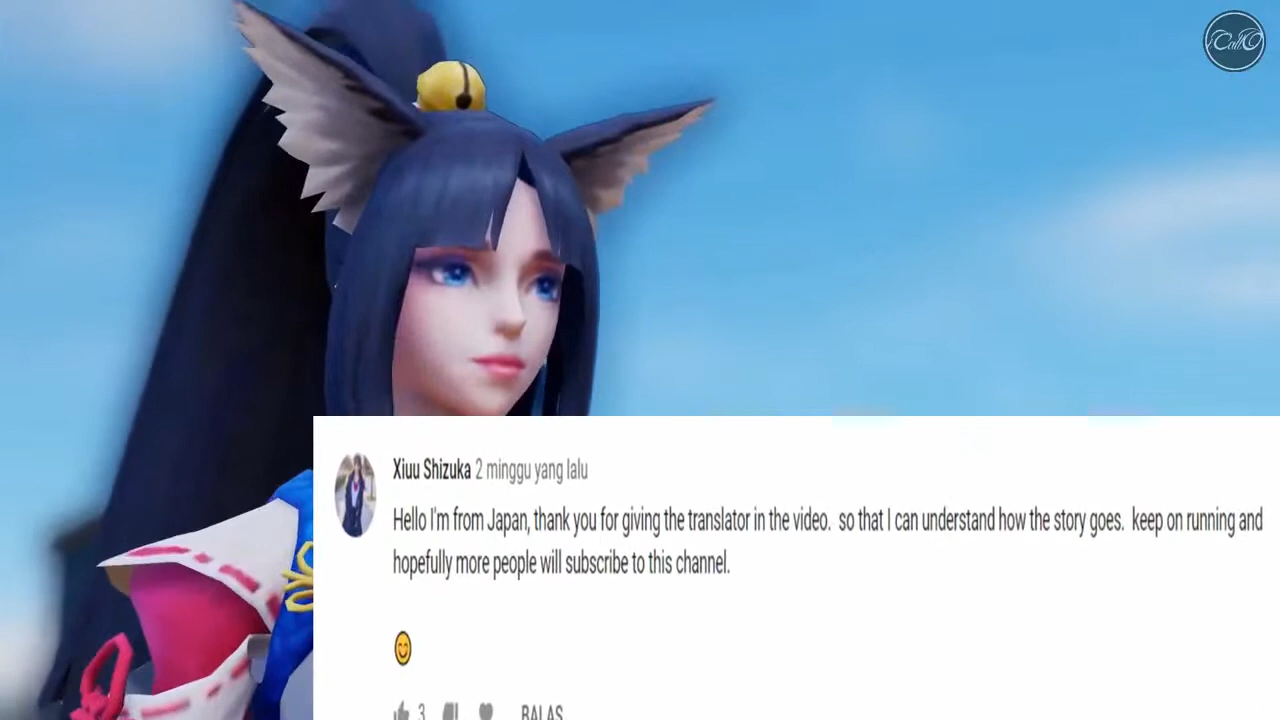 iCallO
Xiuu Shizuka 2 minggu yang lalu
Hello I'm from Japan, thank you for giving the translator in the video.  so that I can understand how the story goes.  keep on running and
hopefully more people will subscribe to this channel.
3
BALAS